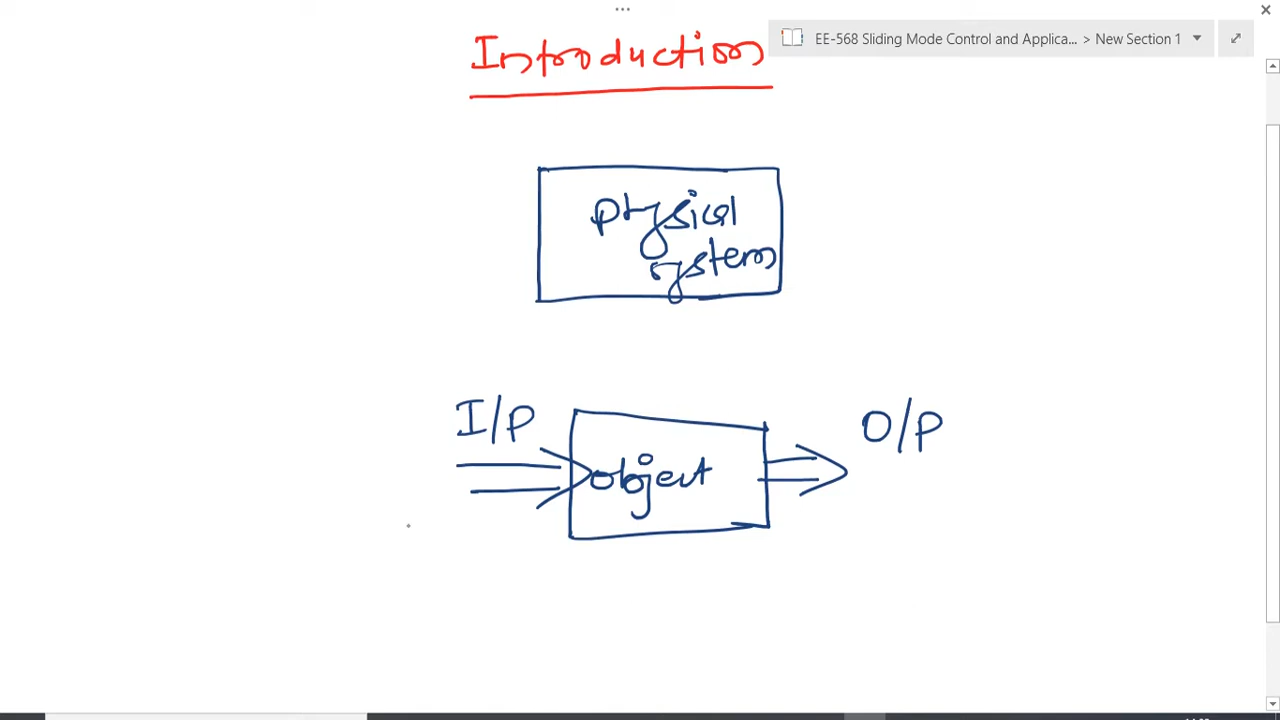 Introduction
EE-568 Sliding Mode Control and Applica... > New Section 1
physical
system
I/P
O/P
object